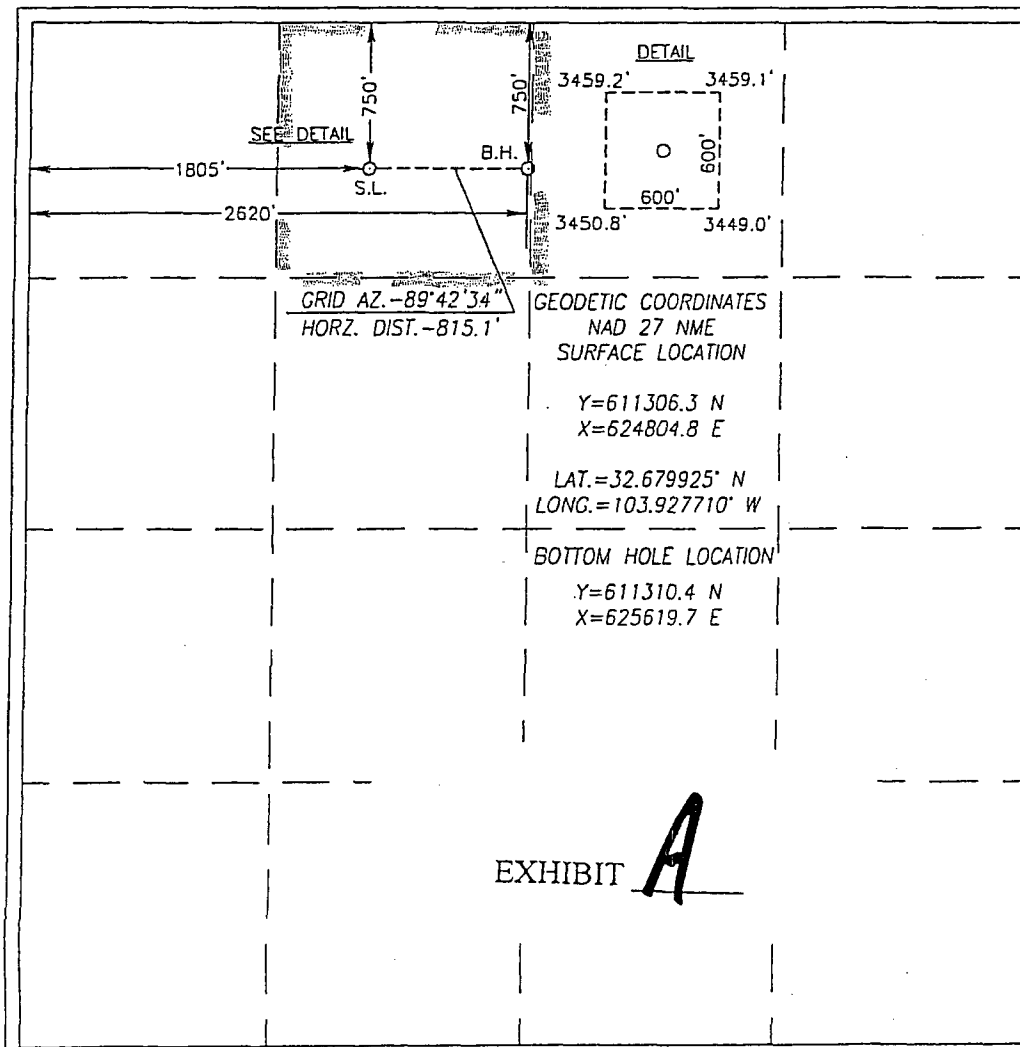 750'
750'
DETAIL
3459.2'
3459.1'
SEE DETAIL
B.H.
1805'
S.L.
600'
600'
2620'
3450.8'
3449.0'
GRID AZ.-89°42'34"
HORZ. DIST.-815.1'
GEODETIC COORDINATES
NAD 27 NME
SURFACE LOCATION
Y=611306.3 N
X=624804.8 E
LAT.=32.679925° N
LONG.=103.927710° W
BOTTOM HOLE LOCATION
Y=611310.4 N
X=625619.7 E
EXHIBIT A